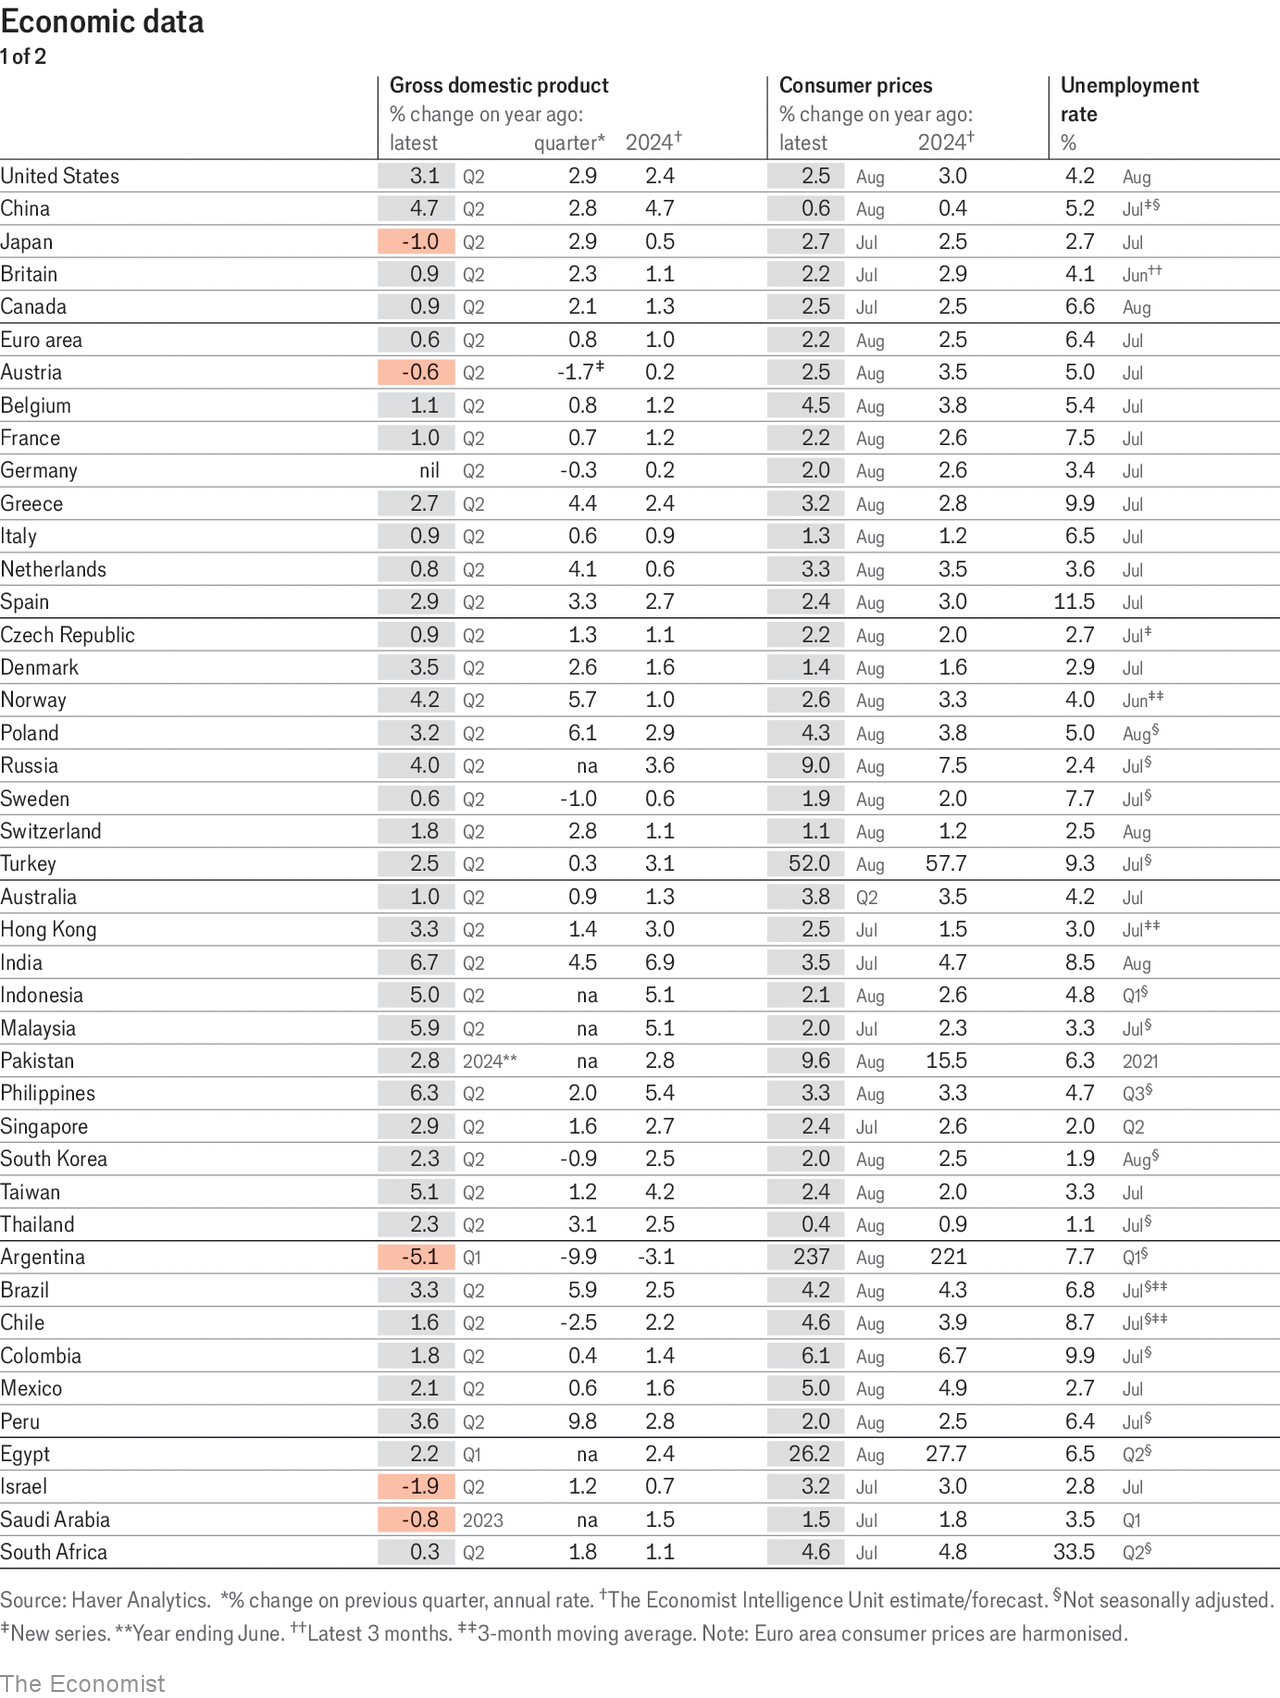 Economic data
1 of 2
Gross domestic product Consumer prices Unemployment
% change on year ago: % change on year ago: rate
latest quarter* 2024† latest 2024† %
United States 3.1 Q2 2.9 2.4 2.5 Aug 3.0 4.2 Aug
China 4.7 Q2 2.8 4.7 0.6 Aug 0.4 5.2 Jul‡§
Japan -1.0 Q2 2.9 0.5 2.7 Jul 2.5 2.7 Jul
Britain 0.9 Q2 2.3 1.1 2.2 Jul 2.9 4.1 Jun††
Canada 0.9 Q2 2.1 1.3 2.5 Jul 2.5 6.6 Aug
Euro area 0.6 Q2 0.8 1.0 2.2 Aug 2.5 6.4 Jul
Austria -0.6 Q2 -1.7‡ 0.2 2.5 Aug 3.5 5.0 Jul
Belgium 1.1 Q2 0.8 1.2 4.5 Aug 3.8 5.4 Jul
France 1.0 Q2 0.7 1.2 2.2 Aug 2.6 7.5 Jul
Germany nil Q2 -0.3 0.2 2.0 Aug 2.6 3.4 Jul
Greece 2.7 Q2 4.4 2.4 3.2 Aug 2.8 9.9 Jul
Italy 0.9 Q2 0.6 0.9 1.3 Aug 1.2 6.5 Jul
Netherlands 0.8 Q2 4.1 0.6 3.3 Aug 3.5 3.6 Jul
Spain 2.9 Q2 3.3 2.7 2.4 Aug 3.0 11.5 Jul
Czech Republic 0.9 Q2 1.3 1.1 2.2 Aug 2.0 2.7 Jul‡
Denmark 3.5 Q2 2.6 1.6 1.4 Aug 1.6 2.9 Jul
Norway 4.2 Q2 5.7 1.0 2.6 Aug 3.3 4.0 Jun‡‡
Poland 3.2 Q2 6.1 2.9 4.3 Aug 3.8 5.0 Aug§
Russia 4.0 Q2 na 3.6 9.0 Aug 7.5 2.4 Jul§
Sweden 0.6 Q2 -1.0 0.6 1.9 Aug 2.0 7.7 Jul§
Switzerland 1.8 Q2 2.8 1.1 1.1 Aug 1.2 2.5 Aug
Turkey 2.5 Q2 0.3 3.1 52.0 Aug 57.7 9.3 Jul§
Australia 1.0 Q2 0.9 1.3 3.8 Q2 3.5 4.2 Jul
Hong Kong 3.3 Q2 1.4 3.0 2.5 Jul 1.5 3.0 Jul‡‡
India 6.7 Q2 4.5 6.9 3.5 Jul 4.7 8.5 Aug
Indonesia 5.0 Q2 na 5.1 2.1 Aug 2.6 4.8 Q1§
Malaysia 5.9 Q2 na 5.1 2.0 Jul 2.3 3.3 Jul§
Pakistan 2.8 2024** na 2.8 9.6 Aug 15.5 6.3 2021
Philippines 6.3 Q2 2.0 5.4 3.3 Aug 3.3 4.7 Q3§
Singapore 2.9 Q2 1.6 2.7 2.4 Jul 2.6 2.0 Q2
South Korea 2.3 Q2 -0.9 2.5 2.0 Aug 2.5 1.9 Aug§
Taiwan 5.1 Q2 1.2 4.2 2.4 Aug 2.0 3.3 Jul
Thailand 2.3 Q2 3.1 2.5 0.4 Aug 0.9 1.1 Jul§
Argentina -5.1 Q1 -9.9 -3.1 237 Aug 221 7.7 Q1§
Brazil 3.3 Q2 5.9 2.5 4.2 Aug 4.3 6.8 Jul§‡‡
Chile 1.6 Q2 -2.5 2.2 4.6 Aug 3.9 8.7 Jul§‡‡
Colombia 1.8 Q2 0.4 1.4 6.1 Aug 6.7 9.9 Jul§
Mexico 2.1 Q2 0.6 1.6 5.0 Aug 4.9 2.7 Jul
Peru 3.6 Q2 9.8 2.8 2.0 Aug 2.5 6.4 Jul§
Egypt 2.2 Q1 na 2.4 26.2 Aug 27.7 6.5 Q2§
Israel -1.9 Q2 1.2 0.7 3.2 Jul 3.0 2.8 Jul
Saudi Arabia -0.8 2023 na 1.5 1.5 Jul 1.8 3.5 Q1
South Africa 0.3 Q2 1.8 1.1 4.6 Jul 4.8 33.5 Q2§
Source: Haver Analytics. *% change on previous quarter, annual rate. †The Economist Intelligence Unit estimate/forecast. §Not seasonally adjusted.
‡New series. **Year ending June. ††Latest 3 months. ‡‡3-month moving average. Note: Euro area consumer prices are harmonised.
The Economist